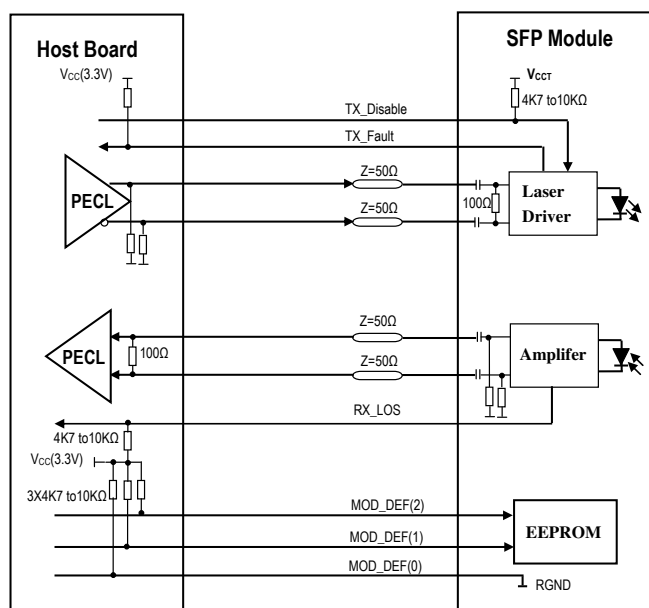 Host Board
SFP Module
VCC(3.3V)
VCCT
4K7 to10KΩ
TX_Disable
TX_Fault
Z=50Ω
PECL
100Ω
Laser
Driver
Z=50Ω
Z=50Ω
PECL
100Ω
Amplifer
Z=50Ω
RX_LOS
4K7 to10KΩ
VCC(3.3V)
3X4K7 to10KΩ
MOD_DEF(2)
EEPROM
MOD_DEF(1)
MOD_DEF(0)
RGND